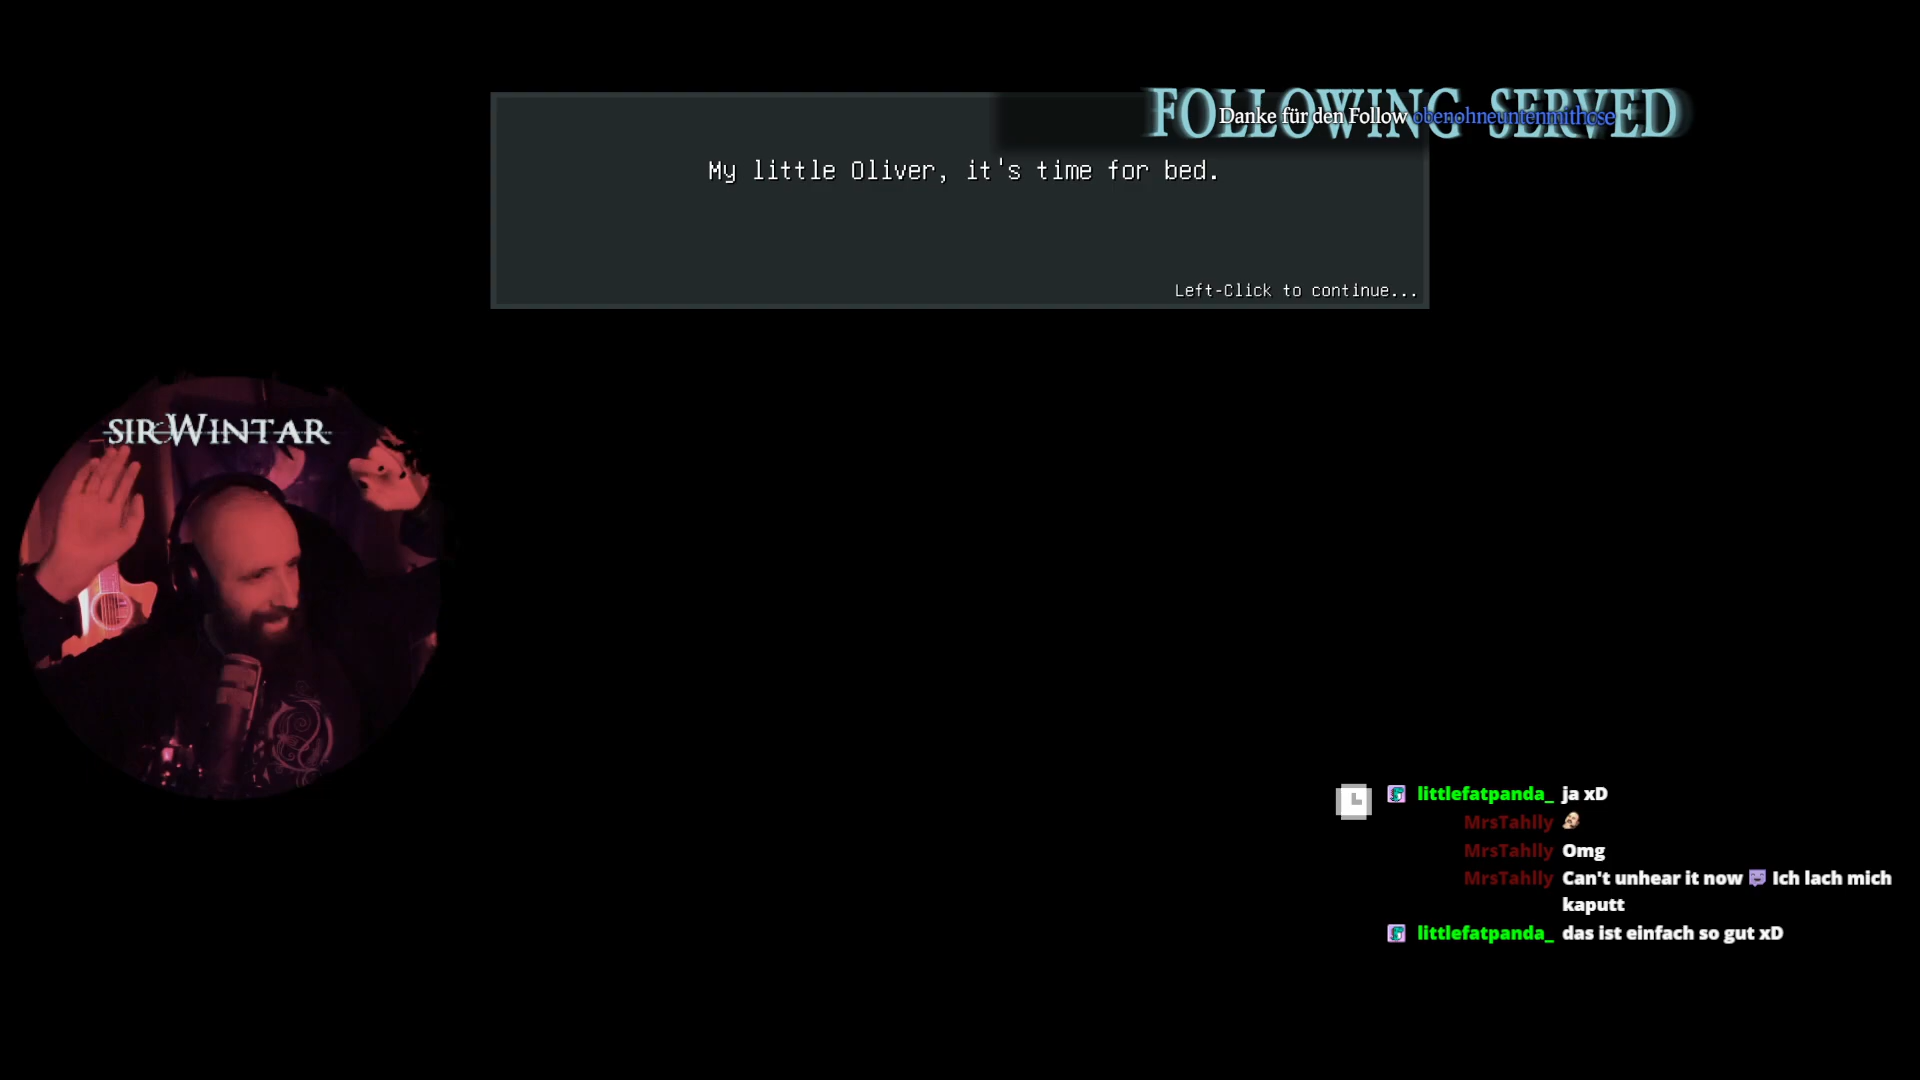 FOLLOWING SERVED
Danke für den Follow obenohneuntenmithose
My little Oliver, it's time for bed.
Left-Click to continue...
SIRWINTAR
littlefatpanda_ ja xD
MrsTahlly
MrsTahlly Omg
MrsTahlly Can't unhear it now Ich lach mich
kaputt
littlefatpanda_ das ist einfach so gut xD